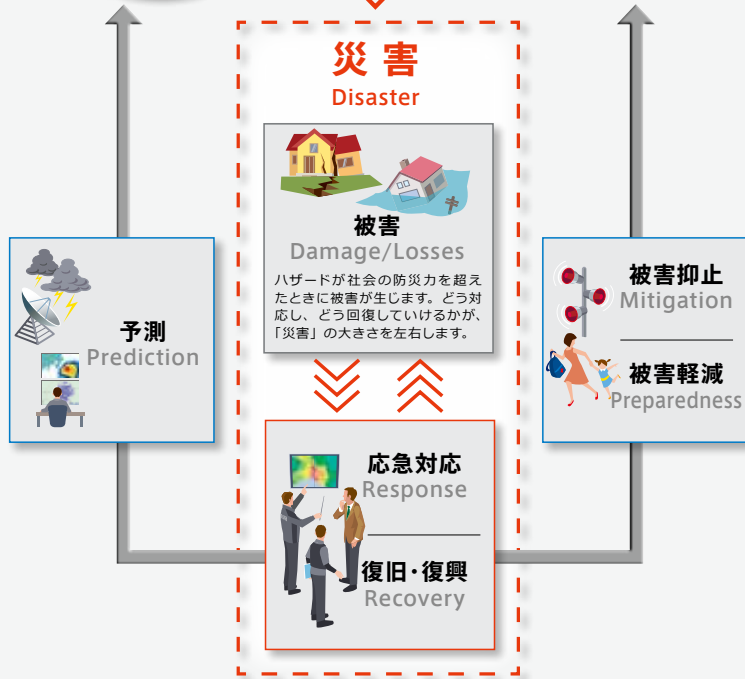 災害
Disaster
被害
Damage/Losses
ハザードが社会の防災力を超え
たときに被害が生じます。どう対
応し、どう回復していけるかが、
「災害」の大きさを左右します。
予測
Prediction
被害抑止
Mitigation
被害軽減
Preparedness
応急対応
Response
復旧・復興
Recovery